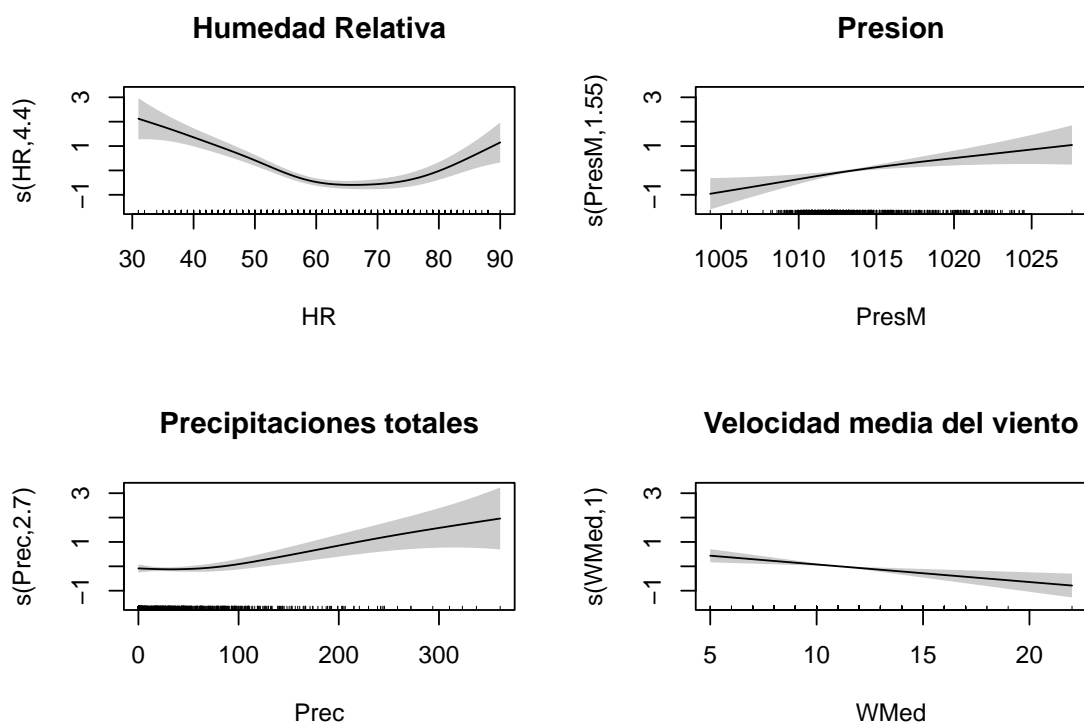 Humedad Relativa
s(HR,4.4)
3
1
−1
30 40 50 60 70 80 90
HR
Presion
s(PresM,1.55)
3
1
−1
1005 1010 1015 1020 1025
PresM
Precipitaciones totales
s(Prec,2.7)
3
1
−1
0 100 200 300
Prec
Velocidad media del viento
s(WMed,1)
3
1
−1
5 10 15 20
WMed